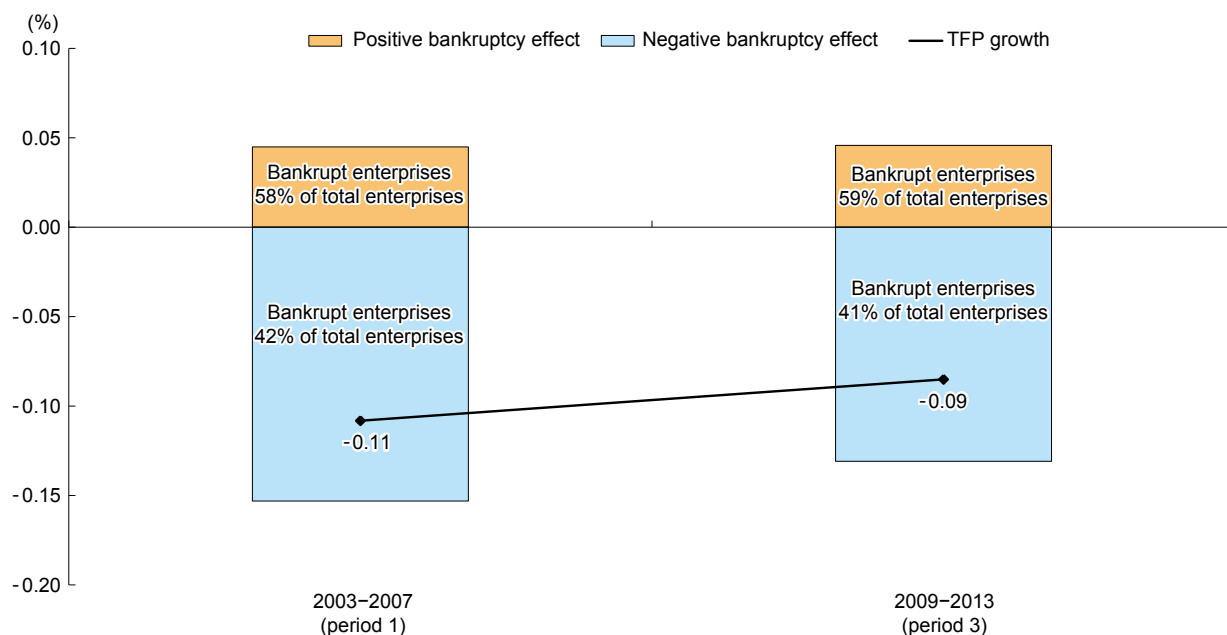 (%)
0.10
Positive bankruptcy effect
Negative bankruptcy effect
TFP growth
0.05
Bankrupt enterprises
58% of total enterprises
Bankrupt enterprises
59% of total enterprises
0.00
Bankrupt enterprises
42% of total enterprises
Bankrupt enterprises
41% of total enterprises
-0.05
-0.10
-0.11
-0.09
-0.15
-0.20
2003−2007
(period 1)
2009−2013
(period 3)